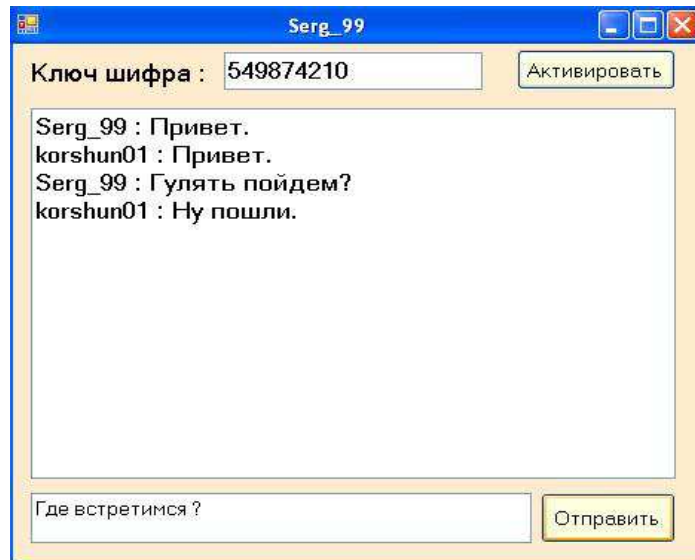 Serg_99
Ключ шифра : 549874210 Активировать
Serg_99 : Привет.
korshun01 : Привет.
Serg_99 : Гулять пойдем?
korshun01 : Ну пошли.
Где встретимся ? Отправить